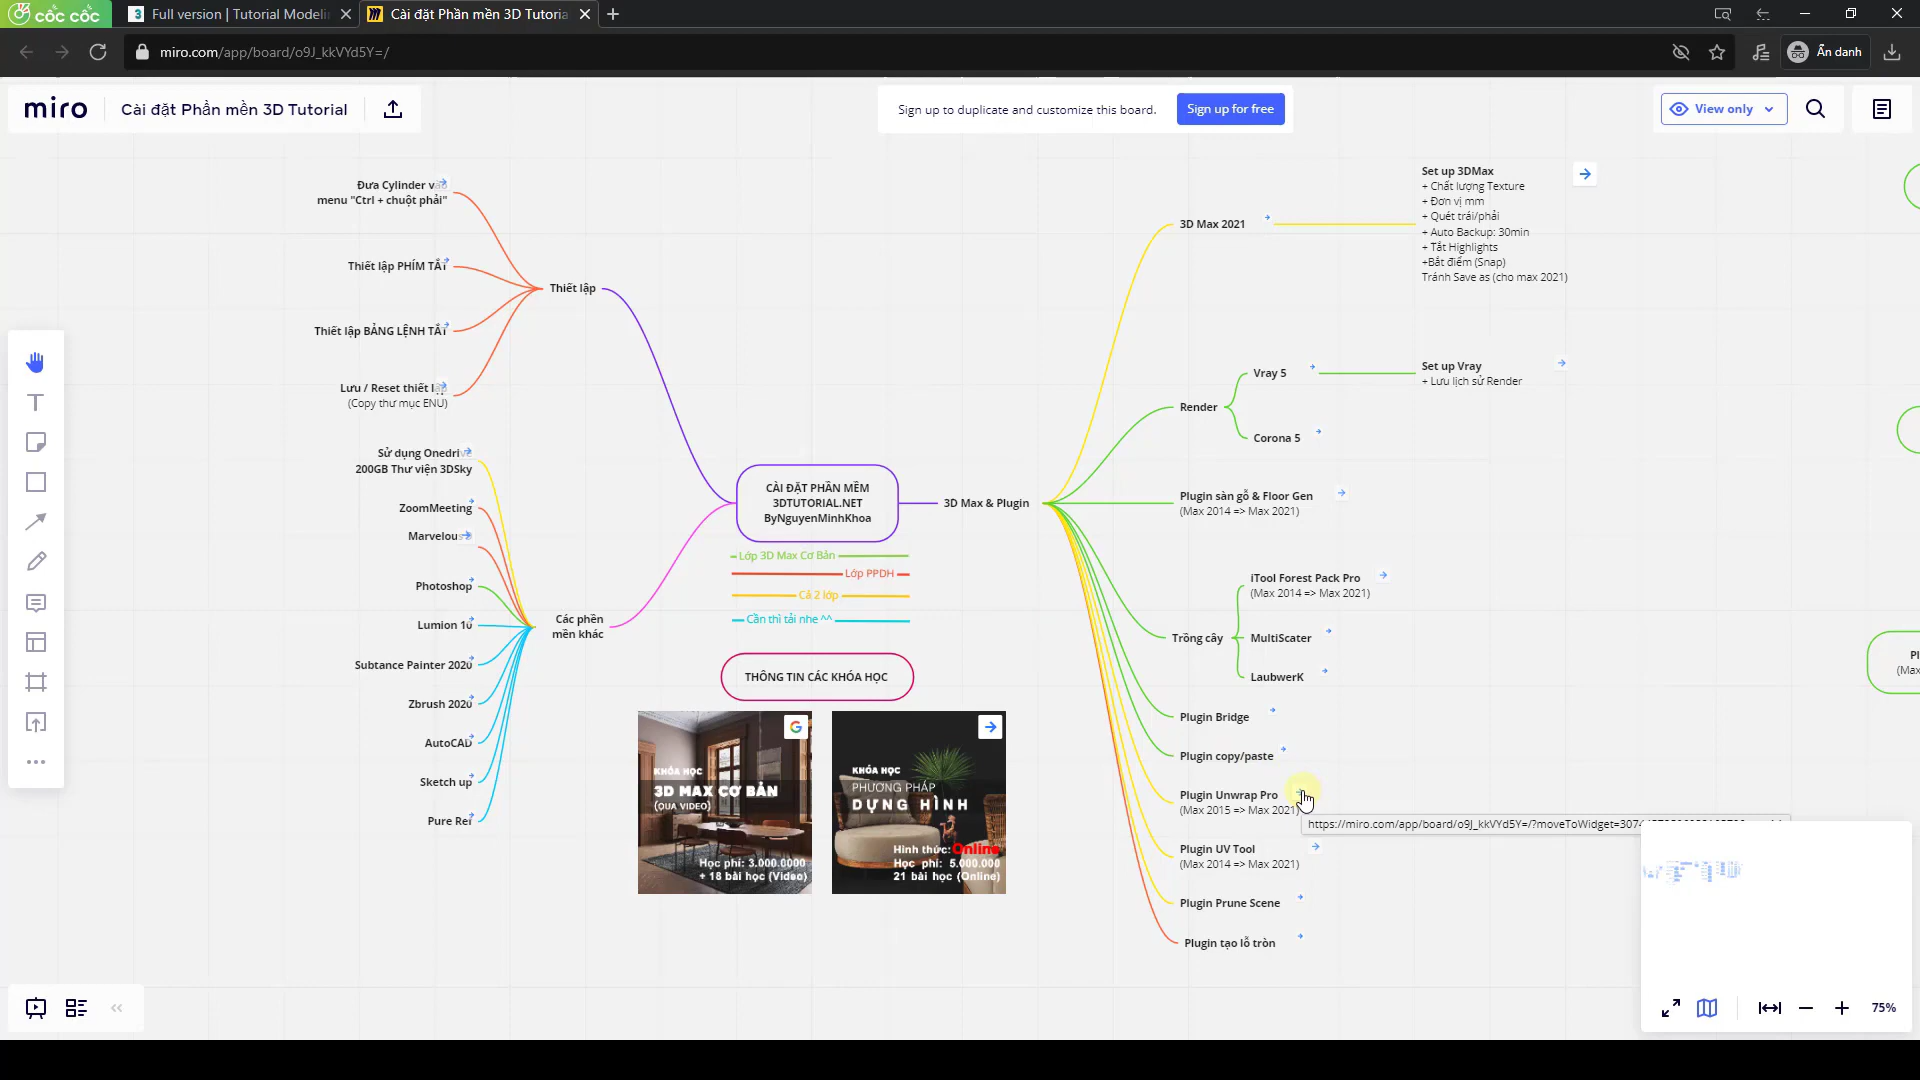 cốc cốc
Full version | Tutorial Modeli
Cài đặt Phần mền 3D Tutoria
miro.com/app/board/o9J_kkVYd5Y=/
Ẩn danh
miro
Cài đặt Phần mền 3D Tutorial
Sign up to duplicate and customize this board.
Sign up for free
View only
Đưa Cylinder vào
menu "Ctrl + chuột phải"
Thiết lập PHÍM TẮT
Thiết lập BẢNG LỆNH TẮT
Lưu / Reset thiết lập
(Copy thư mục ENU)
Thiết lập
Sử dụng Onedrive
200GB Thư viện 3DSky
ZoomMeeting
Marvelouse
Photoshop
Lumion 10
Subtance Painter 2020
Zbrush 2020
AutoCAD
Sketch up
Pure Ref
Các phền
mền khác
CÀI ĐẶT PHẦN MỀM
3DTUTORIAL.NET
ByNguyenMinhKhoa
Lớp 3D Max Cơ Bản
Lớp PPDH
Cả 2 lớp
Cần thì tải nhe ^^
THÔNG TIN CÁC KHÓA HỌC
KHÓA HỌC
3D MAX CƠ BẢN
(QUA VIDEO)
Học phí: 3.000.0000
+ 18 bài học (Video)
KHÓA HỌC
PHƯƠNG PHÁP
DỰNG HÌNH
Hình thức: Online
Học phí: 5.000.000
21 bài học (Online)
3D Max & Plugin
3D Max 2021
Set up 3DMax
+ Chất lượng Texture
+ Đơn vị mm
+ Quét trái/phải
+ Auto Backup: 30min
+ Tắt Highlights
+Bắt điểm (Snap)
Tránh Save as (cho max 2021)
Render
Vray 5
Set up Vray
+ Lưu lịch sử Render
Corona 5
Plugin sàn gỗ & Floor Gen
(Max 2014 => Max 2021)
Trồng cây
iTool Forest Pack Pro
(Max 2014 => Max 2021)
MultiScater
LaubwerK
Plugin Bridge
Plugin copy/paste
Plugin Unwrap Pro
(Max 2015 => Max 2021)
Plugin UV Tool
(Max 2014 => Max 2021)
Plugin Prune Scene
Plugin tạo lỗ tròn
Pl
(Max
75%